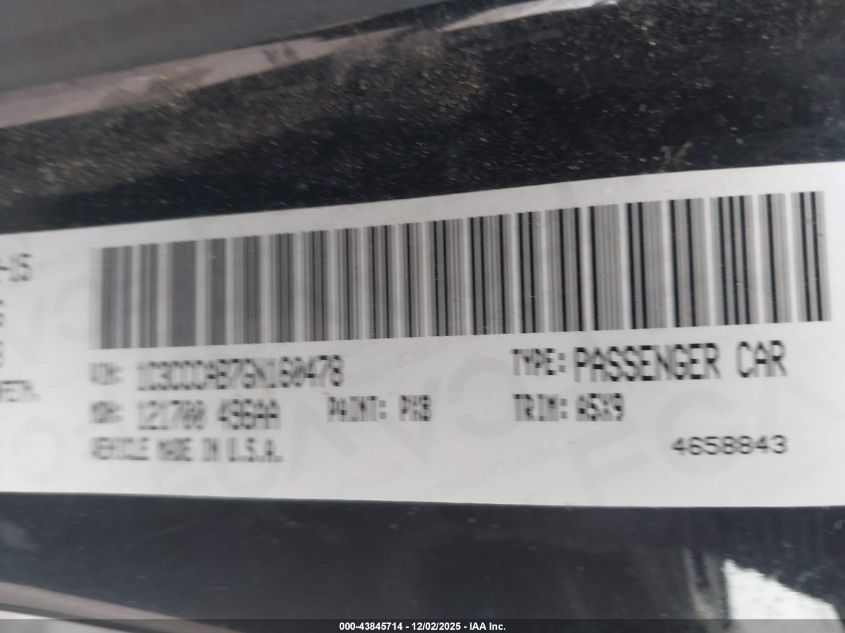 -15
VIN: 1C3CCCAB7GN160478 TYPE: PASSENGER CAR
MDH: 121700 PAINT: PX8 TRIM: A5X9
VEHICLE MADE IN U.S.A. 4658843
000-43845714 - 12/02/2025 - IAA Inc.